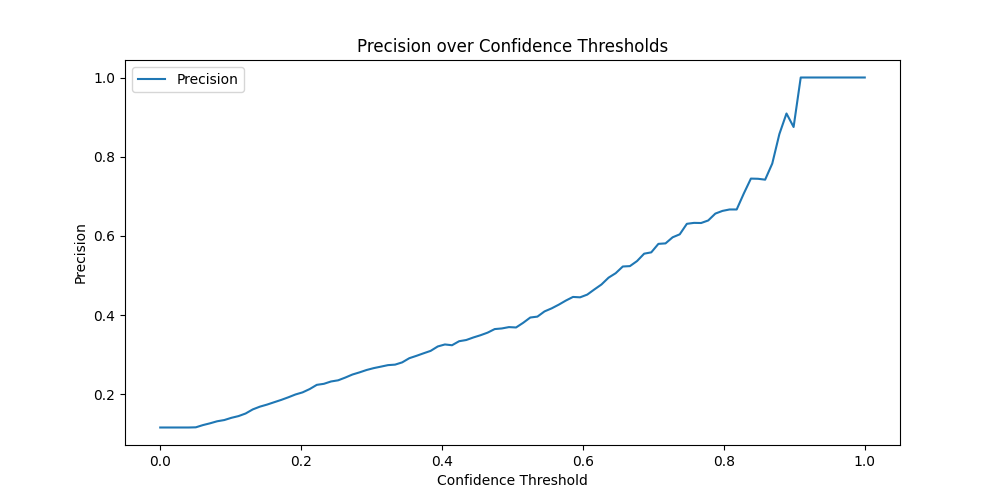 Precision over Confidence Thresholds
Precision
1.0
0.8
0.6
0.4
0.2
Precision
0.0 0.2 0.4 0.6 0.8 1.0
Confidence Threshold